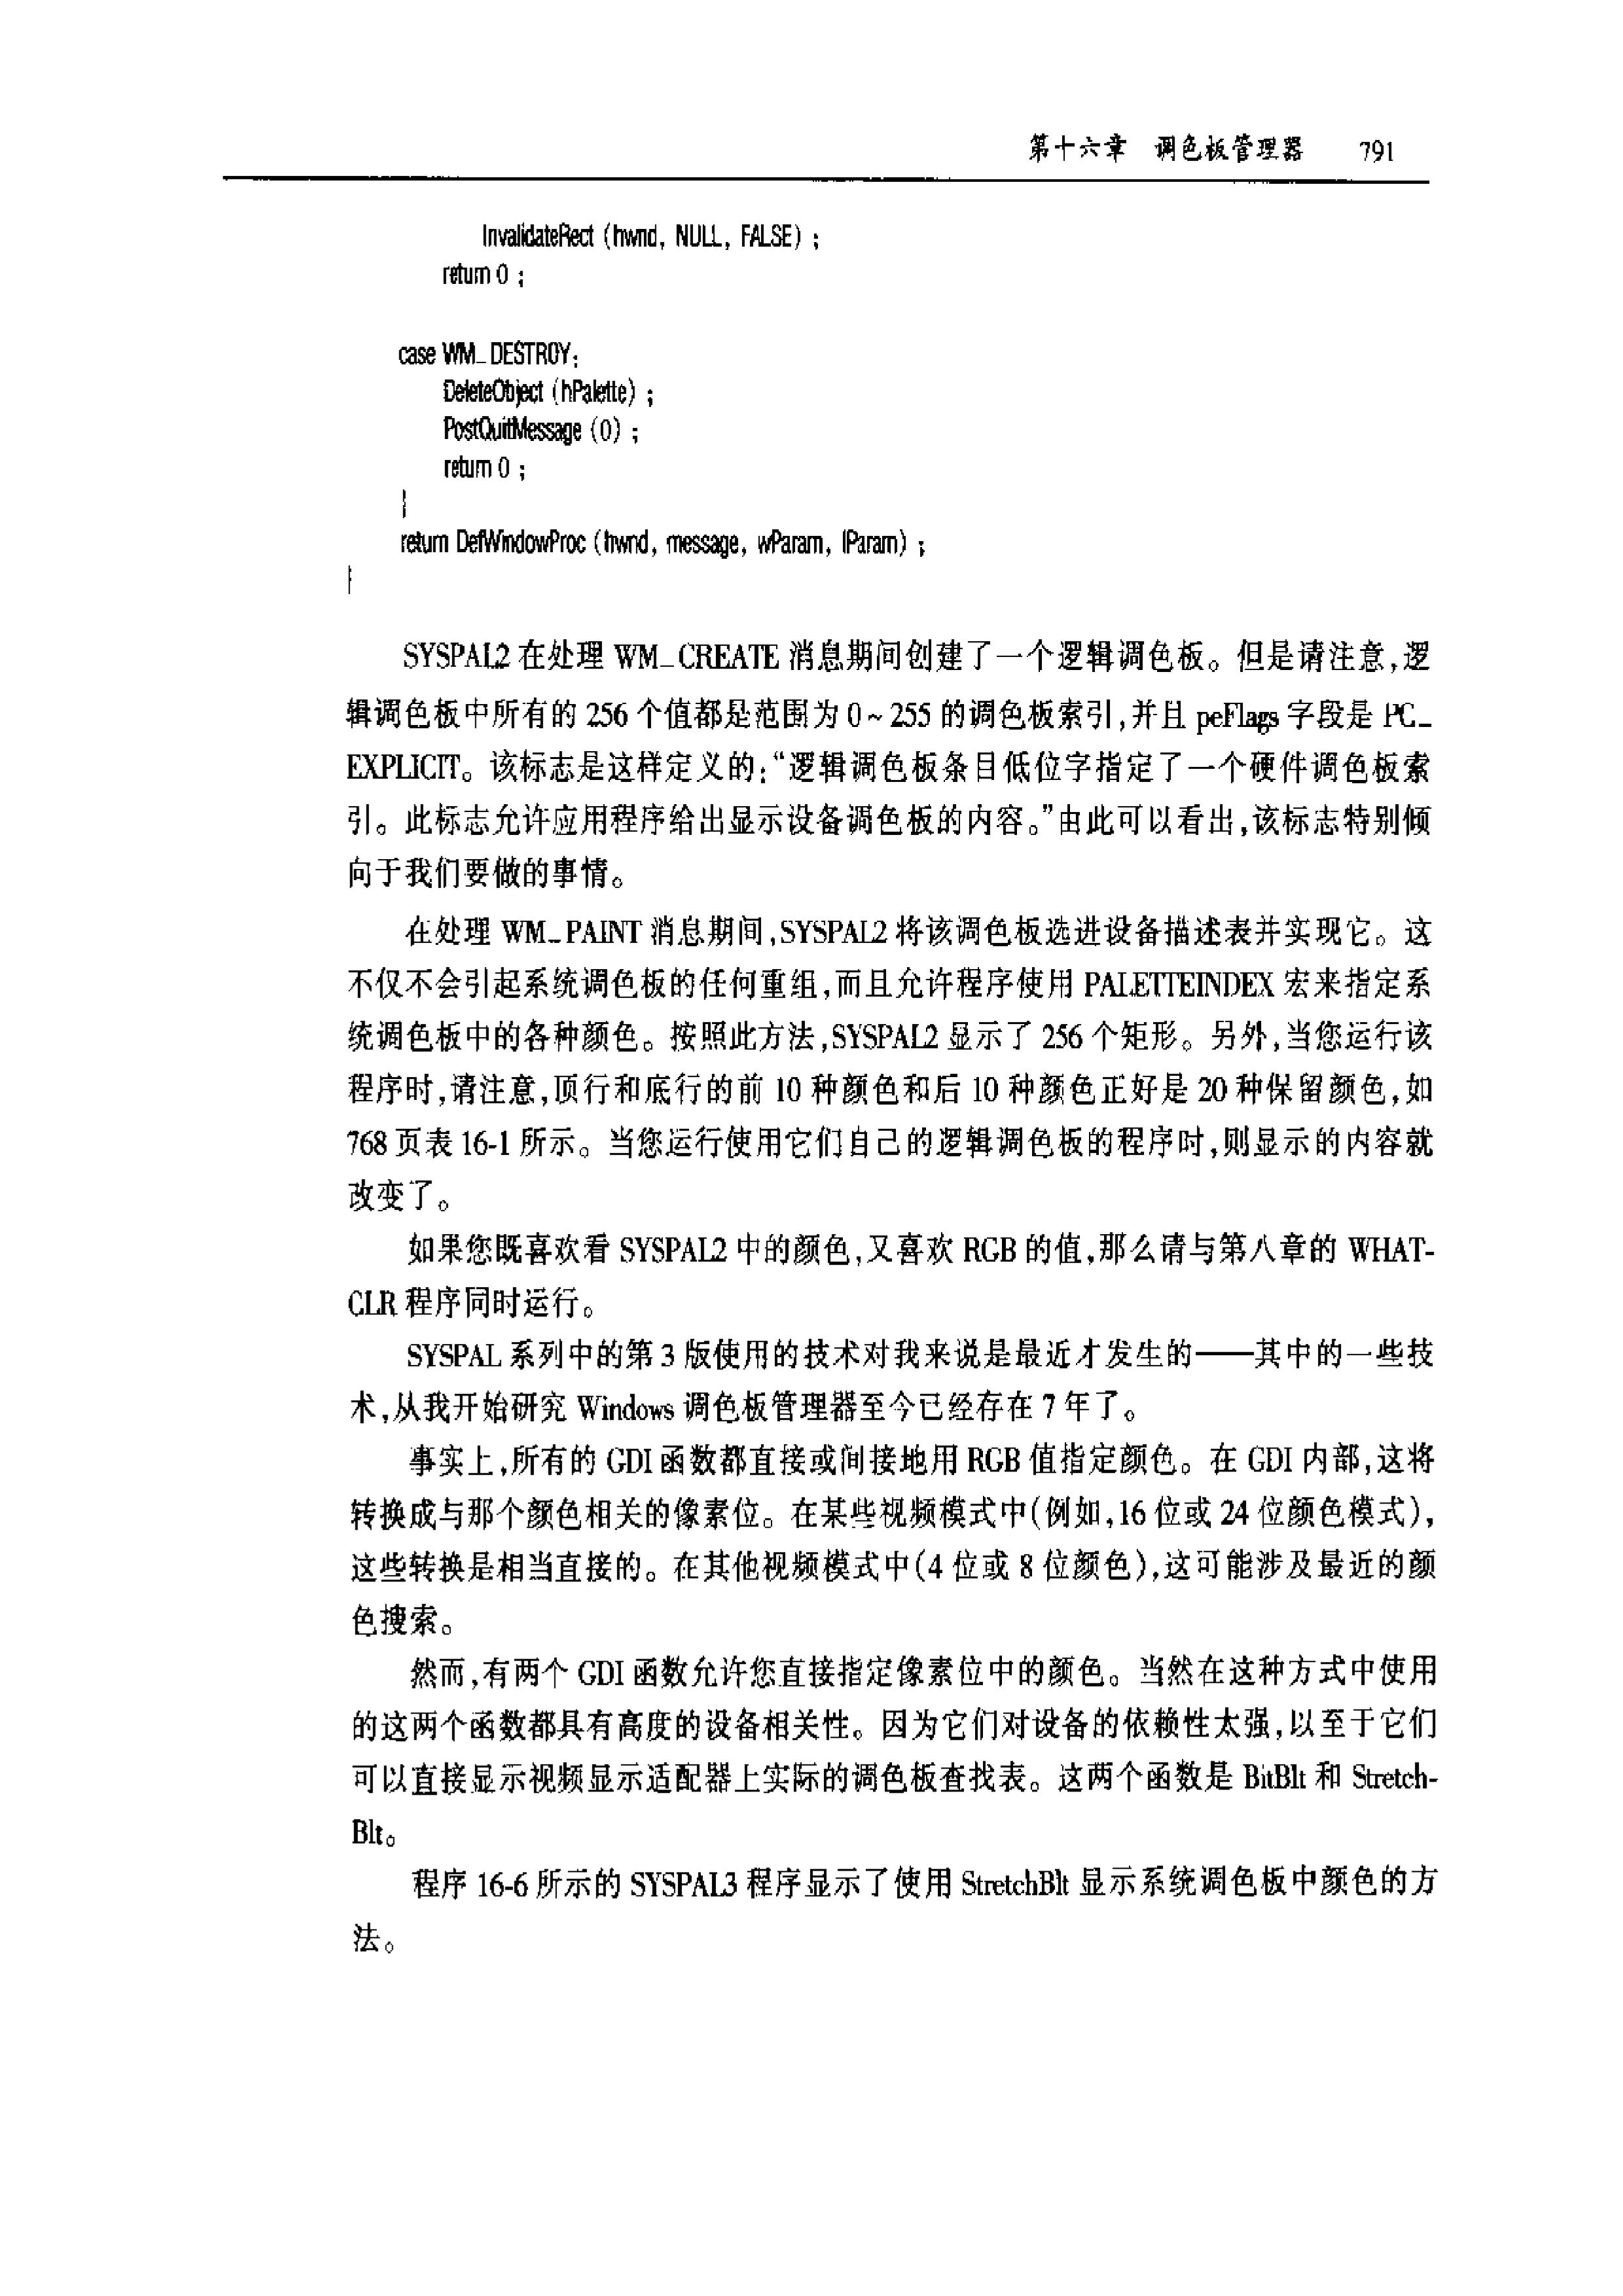 第十六章 调色板管理器 791
InvalidateRect (hwnd, NULL, FALSE) ;
return 0 ;
case WM_DESTROY:
DeleteObject (hPalette) ;
PostQuitMessage (0) ;
return 0 ;
}
return DefWindowProc (hwnd, message, wParam, lParam) ;
}
SYSPAL2 在处理 WM_CREATE 消息期间创建了一个逻辑调色板。但是请注意,逻
辑调色板中所有的 256 个值都是范围为 0~255 的调色板索引,并且 peFlags 字段是 PC_
EXPLICIT。该标志是这样定义的:“逻辑调色板条目低位字指定了一个硬件调色板索
引。此标志允许应用程序给出显示设备调色板的内容。”由此可以看出,该标志特别倾
向于我们要做的事情。
在处理 WM_PAINT 消息期间,SYSPAL2 将该调色板选进设备描述表并实现它。这
不仅不会引起系统调色板的任何重组,而且允许程序使用 PALETTEINDEX 宏来指定系
统调色板中的各种颜色。按照此方法,SYSPAL2 显示了 256 个矩形。另外,当您运行该
程序时,请注意,顶行和底行的前 10 种颜色和后 10 种颜色正好是 20 种保留颜色,如
768 页表 16-1 所示。当您运行使用它们自己的逻辑调色板的程序时,则显示的内容就
改变了。
如果您既喜欢看 SYSPAL2 中的颜色,又喜欢 RGB 的值,那么请与第八章的 WHAT-
CLR 程序同时运行。
SYSPAL 系列中的第 3 版使用的技术对我来说是最近才发生的——其中的一些技
术,从我开始研究 Windows 调色板管理器至今已经存在 7 年了。
事实上,所有的 GDI 函数都直接或间接地用 RGB 值指定颜色。在 GDI 内部,这将
转换成与那个颜色相关的像素位。在某些视频模式中(例如,16 位或 24 位颜色模式),
这些转换是相当直接的。在其他视频模式中(4 位或 8 位颜色),这可能涉及最近的颜
色搜索。
然而,有两个 GDI 函数允许您直接指定像素位中的颜色。当然在这种方式中使用
的这两个函数都具有高度的设备相关性。因为它们对设备的依赖性太强,以至于它们
可以直接显示视频显示适配器上实际的调色板查找表。这两个函数是 BitBlt 和 Stretch-
Blt。
程序 16-6 所示的 SYSPAL3 程序显示了使用 StretchBlt 显示系统调色板中颜色的方
法。